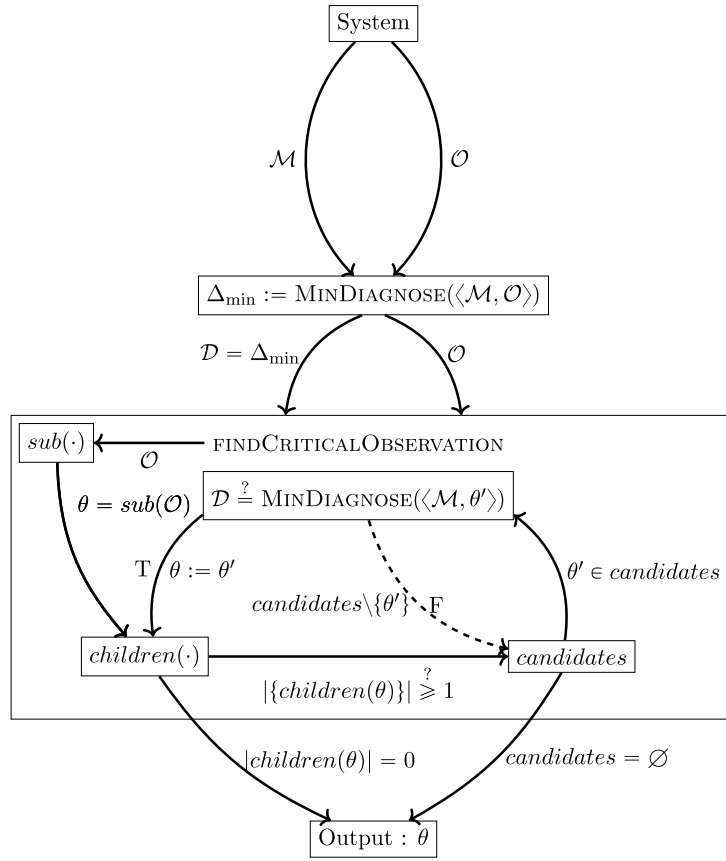 System
ℳ
𝒪
Δ_min := MINDIAGNOSE(⟨ℳ, 𝒪⟩)
𝒟 = Δ_min
𝒪
sub(·)
𝒪
FINDCRITICALOBSERVATION
θ = sub(𝒪)
𝒟 ≟ MINDIAGNOSE(⟨ℳ, θ′⟩)
T
θ := θ′
candidates\{θ′}
F
θ′ ∈ candidates
children(·)
candidates
|{children(θ)}| ⩾^? 1
|children(θ)| = 0
candidates = ∅
Output : θ